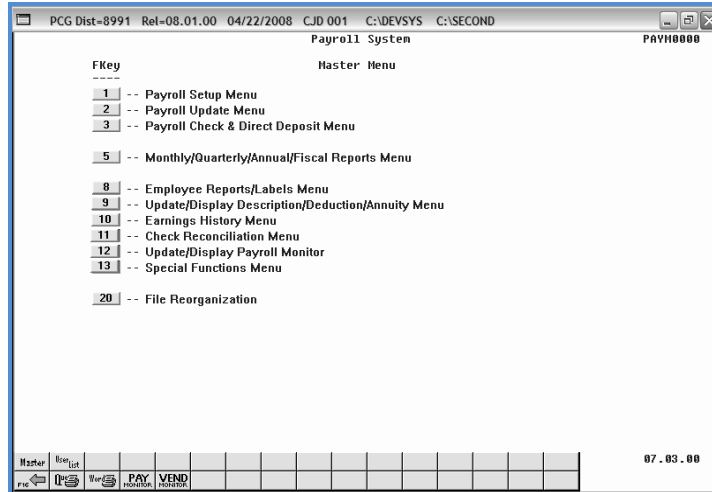 PCG Dist=8991 Rel=08.01.00 04/22/2008 CJD 001 C:\DEVSYS C:\SECOND
Payroll System PAYM0000
FKey Master Menu
----
1 -- Payroll Setup Menu
2 -- Payroll Update Menu
3 -- Payroll Check & Direct Deposit Menu
5 -- Monthly/Quarterly/Annual/Fiscal Reports Menu
8 -- Employee Reports/Labels Menu
9 -- Update/Display Description/Deduction/Annuity Menu
10 -- Earnings History Menu
11 -- Check Reconciliation Menu
12 -- Update/Display Payroll Monitor
13 -- Special Functions Menu
20 -- File Reorganization
Master User List 07.03.00
F16 Que Word PAY MONITOR VEND MONITOR